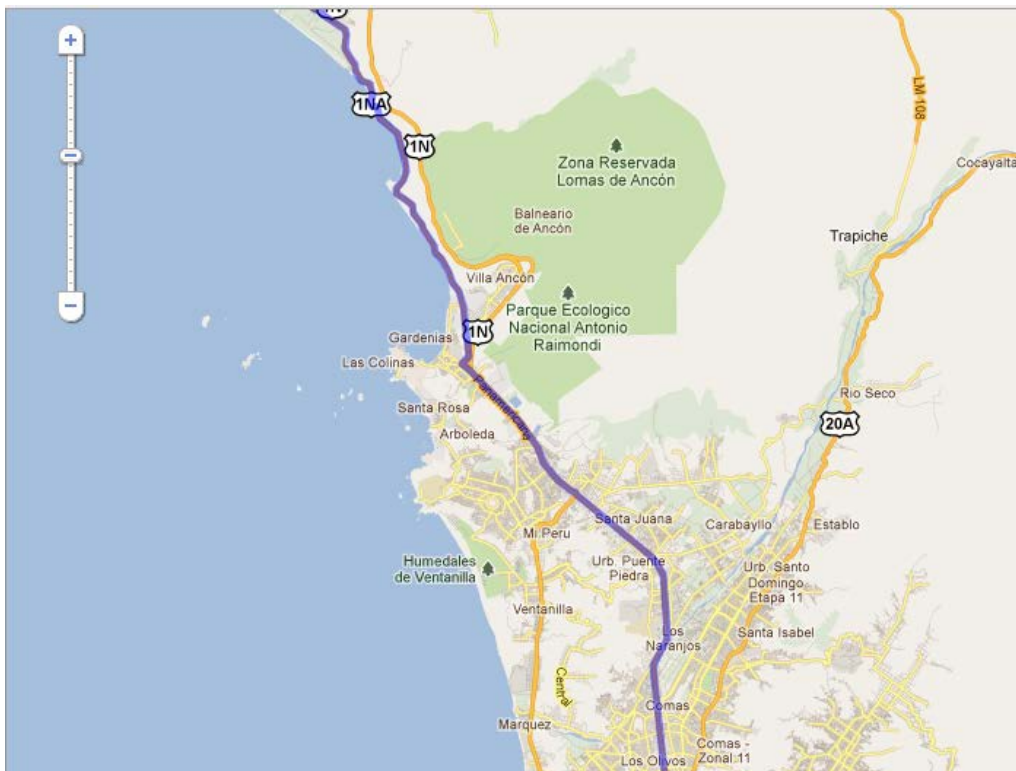 1N
LM 108
1NA
1N
Zona Reservada
Lomas de Ancón
Cocayalta
Balneario
de Ancón
Trapiche
Villa Ancón
Parque Ecologico
Nacional Antonio
Raimondi
1N
Gardenias
Las Colinas
Panamericana
Rio Seco
Santa Rosa
20A
Arboleda
Santa Juana
Carabayllo
Establo
Mi Peru
Humedales
de Ventanilla
Urb. Puente
Piedra
Urb. Santo
Domingo
Etapa 11
Ventanilla
Los
Naranjos
Santa Isabel
Central
Comas
Marquez
Comas -
Zonal 11
Los Olivos